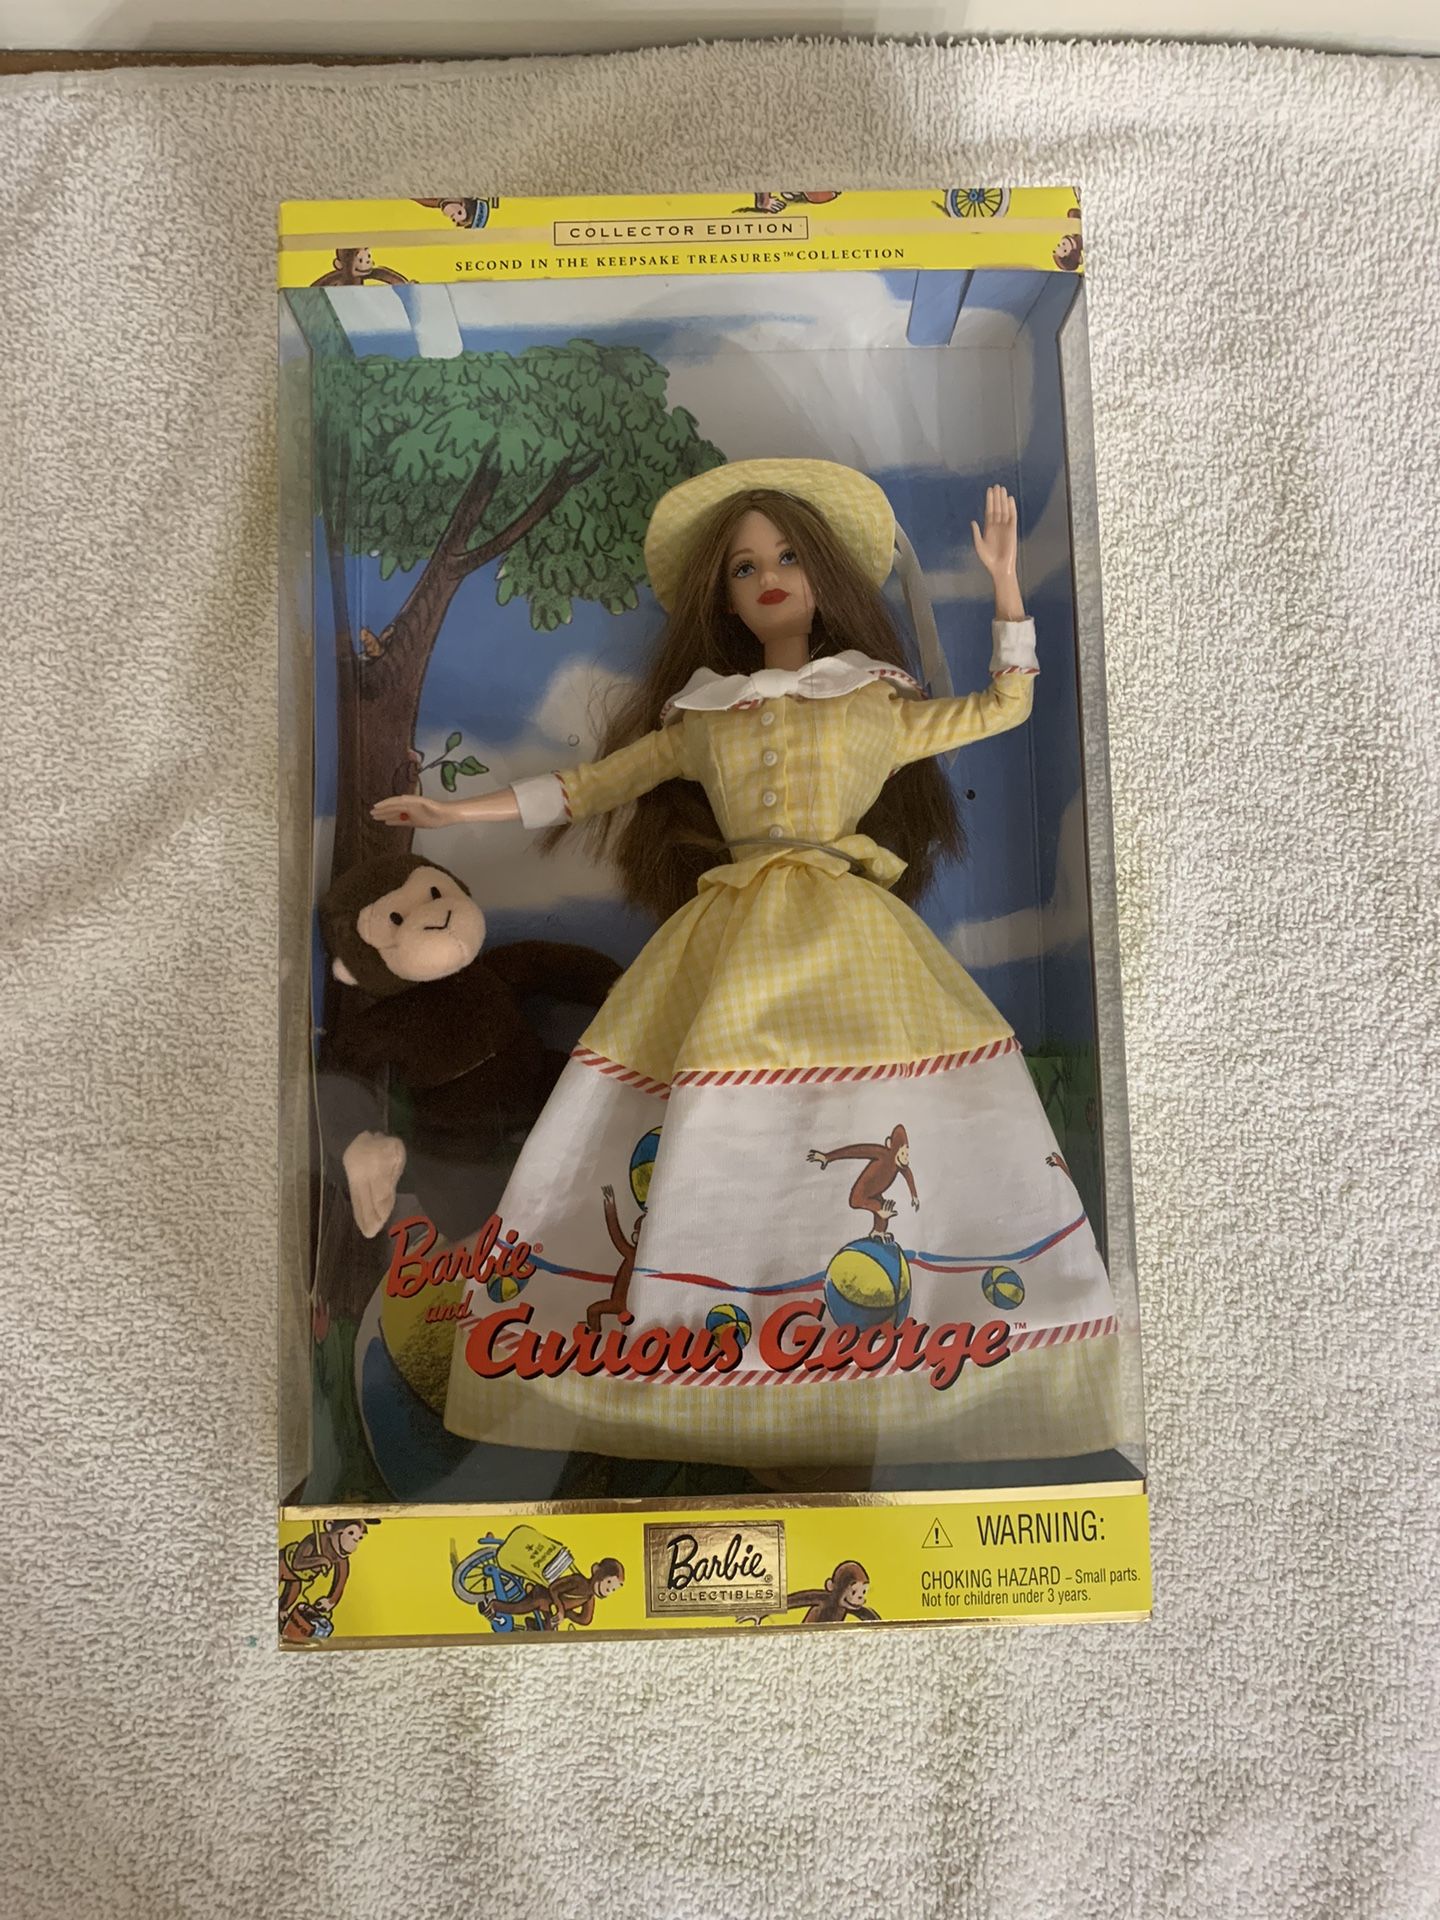 COLLECTOR EDITION
SECOND IN THE KEEPSAKE TREASURES™ COLLECTION
Barbie®
and
Curious George™
Barbie®
COLLECTIBLES
⚠ WARNING:
CHOKING HAZARD – Small parts.
Not for children under 3 years.